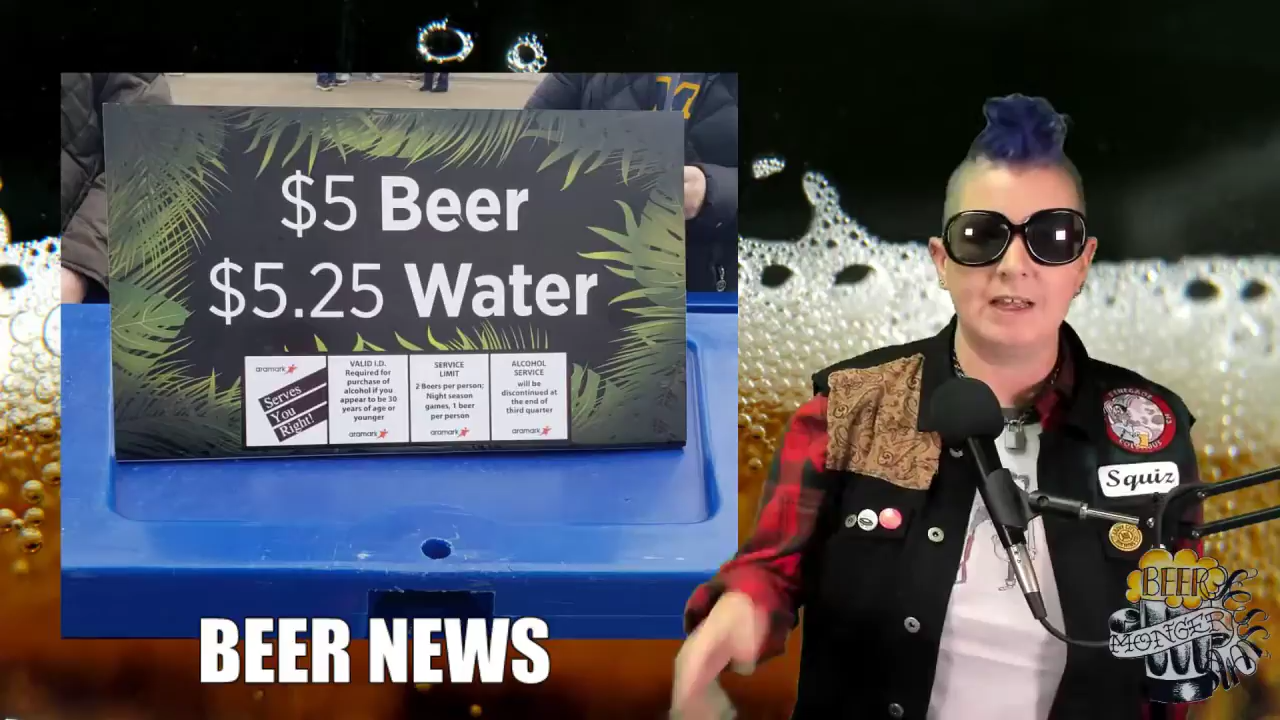 $5 Beer
$5.25 Water
aramark
Serves
You
Right!
VALID I.D.
Required for
purchase of
alcohol if you
appear to be 30
years of age or
younger
aramark
SERVICE
LIMIT
2 Beers per person;
Night season
games, 1 beer
per person
aramark
ALCOHOL
SERVICE
will be
discontinued at
the end of
third quarter
aramark
BEER NEWS
RENEGADE
COLUMBUS
Squiz
BEER
MONGER